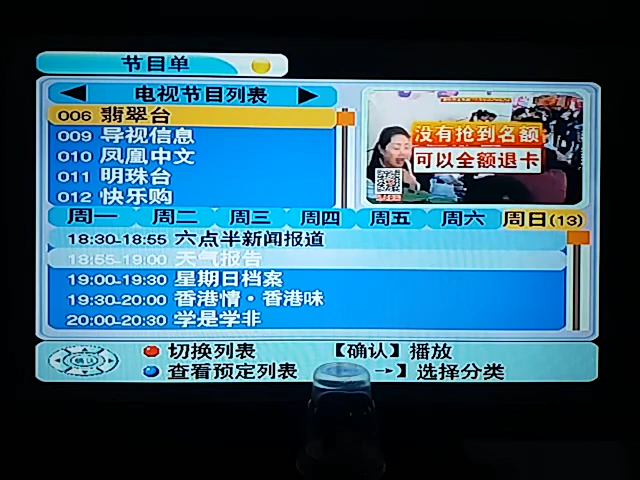 节目单
电视节目列表
006 翡翠台
009 导视信息
010 凤凰中文
011 明珠台
012 快乐购
没有抢到名额
可以全额退卡
周一 周二 周三 周四 周五 周六 周日(13)
18:30-18:55 六点半新闻报道
18:55-19:00 天气报告
19:00-19:30 星期日档案
19:30-20:00 香港情·香港味
20:00-20:30 学是学非
确认 切换列表 【确认】播放
查看预定列表 →】选择分类